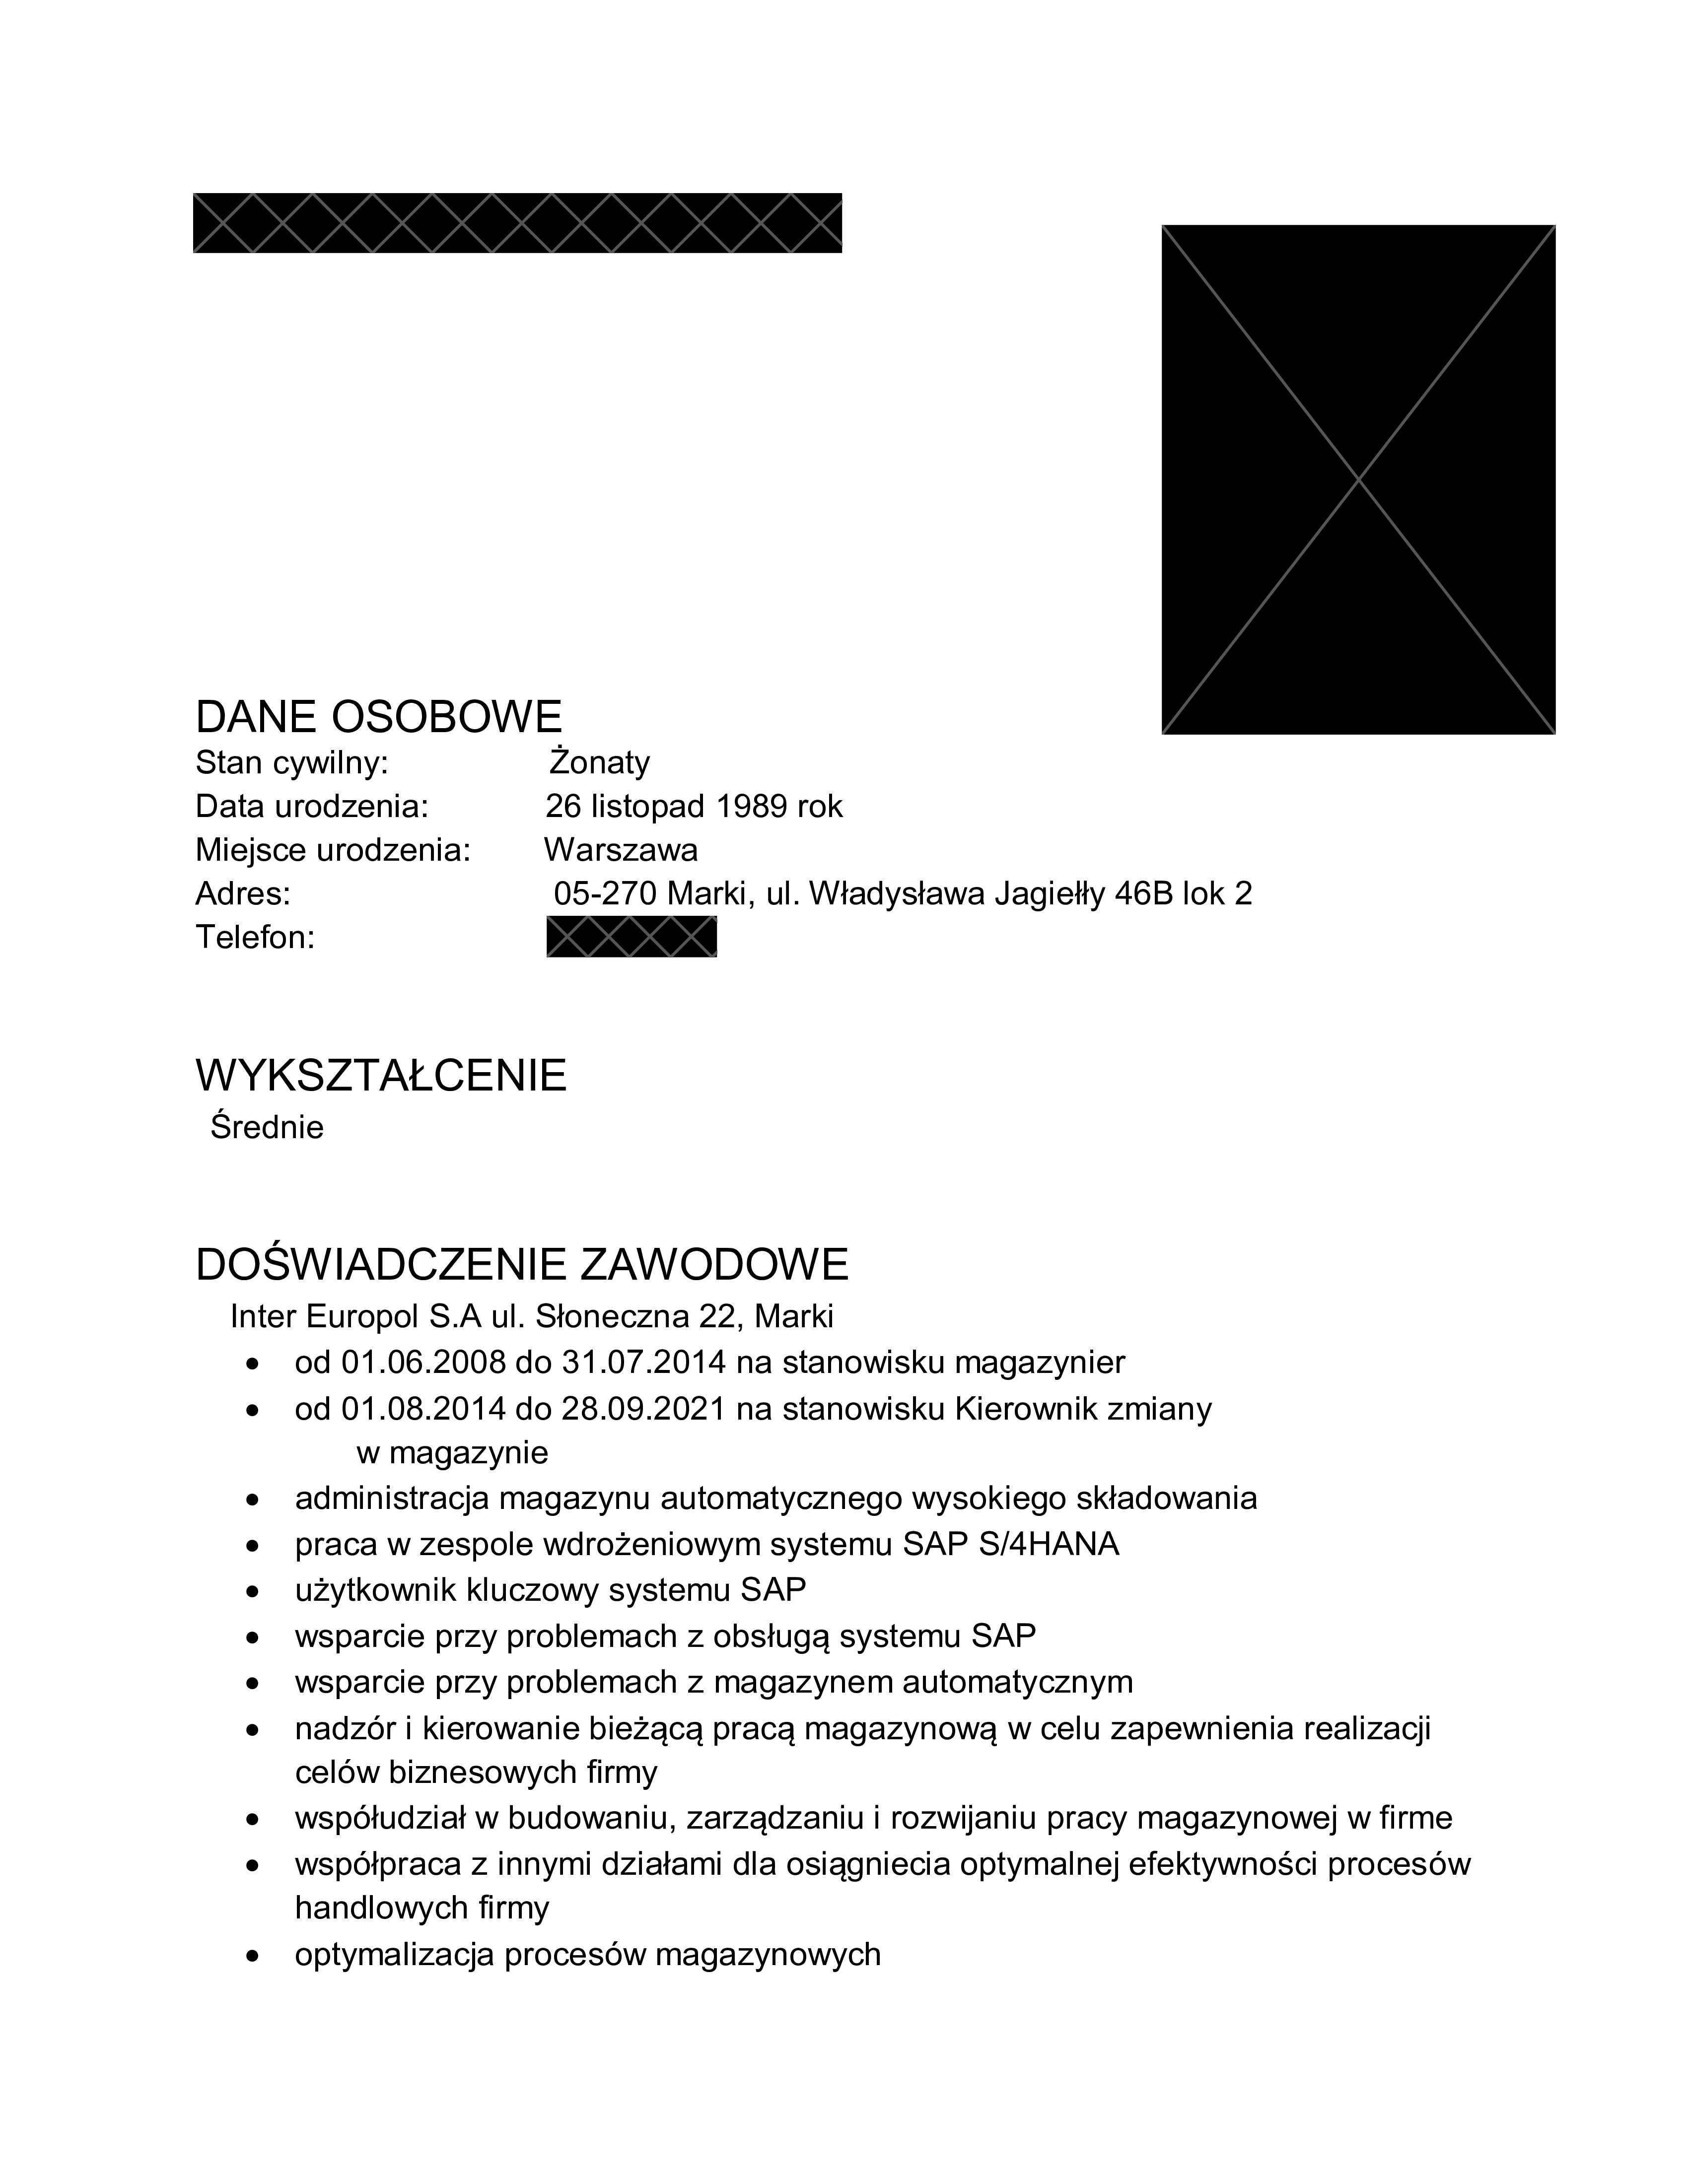 DANE OSOBOWE
Stan cywilny: Żonaty
Data urodzenia: 26 listopad 1989 rok
Miejsce urodzenia: Warszawa
Adres: 05-270 Marki, ul. Władysława Jagiełły 46B lok 2
Telefon:
WYKSZTAŁCENIE
Średnie
DOŚWIADCZENIE ZAWODOWE
Inter Europol S.A ul. Słoneczna 22, Marki
• od 01.06.2008 do 31.07.2014 na stanowisku magazynier
• od 01.08.2014 do 28.09.2021 na stanowisku Kierownik zmiany
w magazynie
• administracja magazynu automatycznego wysokiego składowania
• praca w zespole wdrożeniowym systemu SAP S/4HANA
• użytkownik kluczowy systemu SAP
• wsparcie przy problemach z obsługą systemu SAP
• wsparcie przy problemach z magazynem automatycznym
• nadzór i kierowanie bieżącą pracą magazynową w celu zapewnienia realizacji
celów biznesowych firmy
• współudział w budowaniu, zarządzaniu i rozwijaniu pracy magazynowej w firme
• współpraca z innymi działami dla osiągniecia optymalnej efektywności procesów
handlowych firmy
• optymalizacja procesów magazynowych